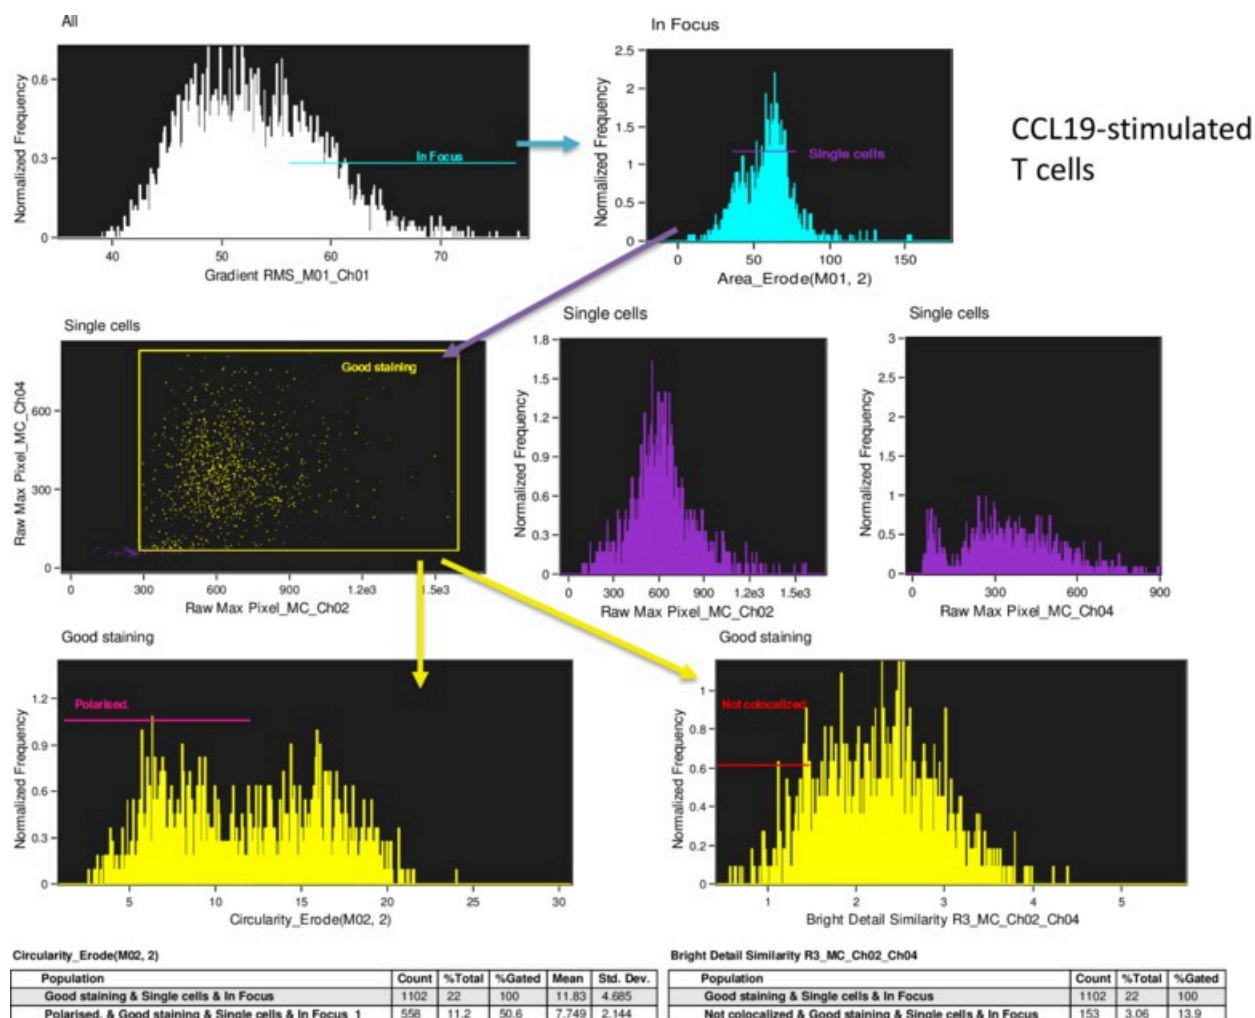 All
Normalized Frequency
0.6
0.3
0
In Focus
40 50 60 70
Gradient RMS_M01_Ch01
In Focus
Normalized Frequency
2.5
2
1.5
1
0.5
0
Single cells
0 50 100 150
Area_Erode(M01, 2)
CCL19-stimulated
T cells
Single cells
Raw Max Pixel_MC_Ch04
600
300
0
Good staining
0 300 600 900 1.2e3 1.5e3
Raw Max Pixel_MC_Ch02
Single cells
Normalized Frequency
1.8
1.5
1.2
0.9
0.6
0.3
0
0 300 600 900 1.2e3 1.5e3
Raw Max Pixel_MC_Ch02
Single cells
Normalized Frequency
3
2.5
2
1.5
1
0.5
0
0 300 600 900
Raw Max Pixel_MC_Ch04
Good staining
Normalized Frequency
1.2
0.9
0.6
0.3
0
Polarised.
5 10 15 20 25 30
Circularity_Erode(M02, 2)
Good staining
Normalized Frequency
1
0.8
0.6
0.4
0.2
0
Not colocalized
1 2 3 4 5
Bright Detail Similarity R3_MC_Ch02_Ch04
Circularity_Erode(M02, 2)
Population Count %Total %Gated Mean Std. Dev.
Good staining & Single cells & In Focus 1102 22 100 11.83 4.685
Polarised. & Good staining & Single cells & In Focus_1 558 11.2 50.6 7.749 2.144
Bright Detail Similarity R3_MC_Ch02_Ch04
Population Count %Total %Gated
Good staining & Single cells & In Focus 1102 22 100
Not colocalized & Good staining & Single cells & In Focus 153 3.06 13.9